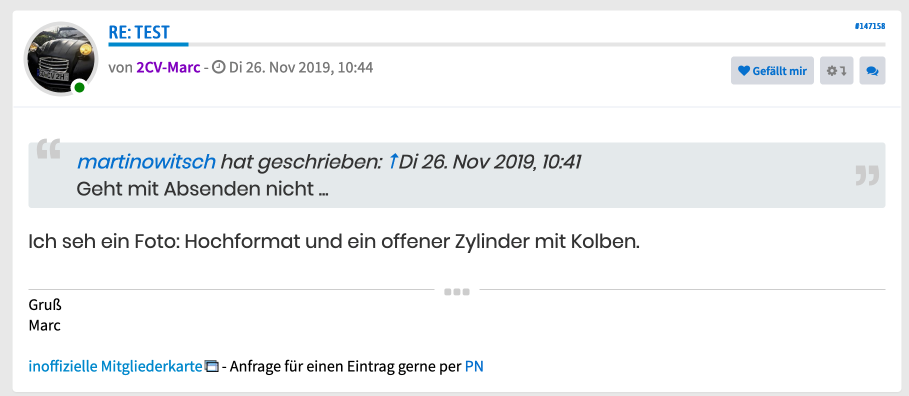 RE: TEST
#147158
von 2CV-Marc - Di 26. Nov 2019, 10:44
Gefällt mir
martinowitsch hat geschrieben: ↑Di 26. Nov 2019, 10:41
Geht mit Absenden nicht ...
Ich seh ein Foto: Hochformat und ein offener Zylinder mit Kolben.
Gruß
Marc
inoffizielle Mitgliederkarte - Anfrage für einen Eintrag gerne per PN